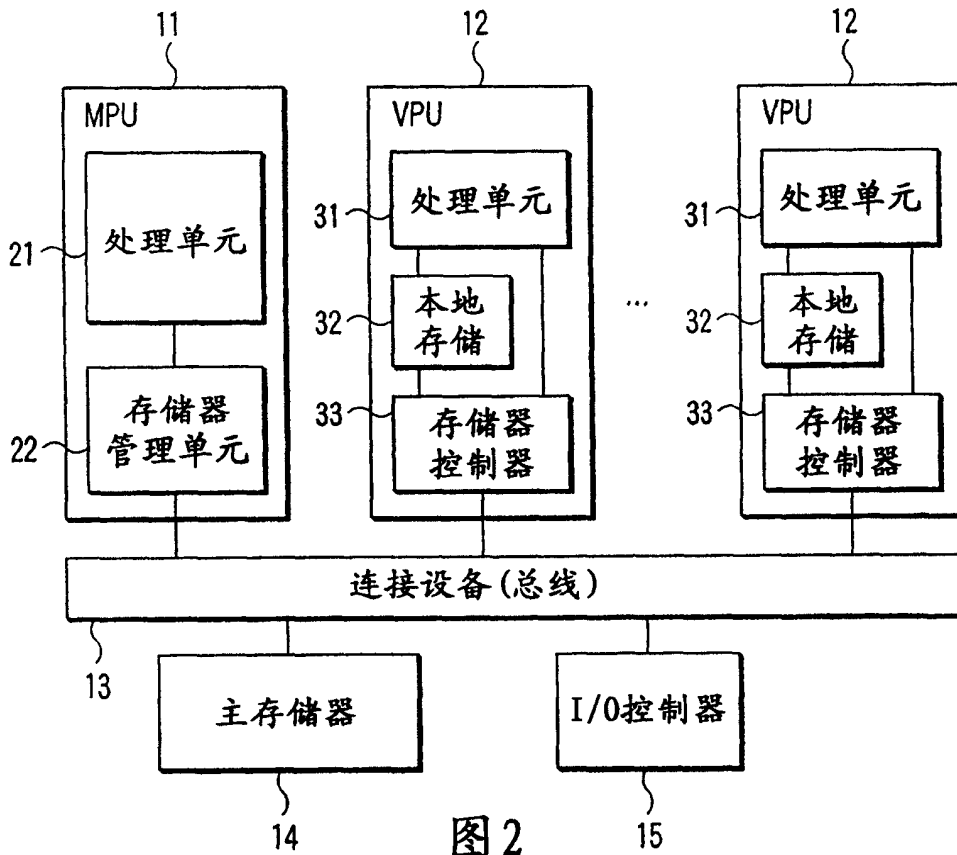 11
12
12
MPU
VPU
VPU
处理单元
21
处理单元
31
处理单元
31
本地
存储
32
...
本地
存储
32
存储器
管理单元
22
存储器
控制器
33
存储器
控制器
33
连接设备(总线)
13
主存储器
I/O控制器
14
15
图2